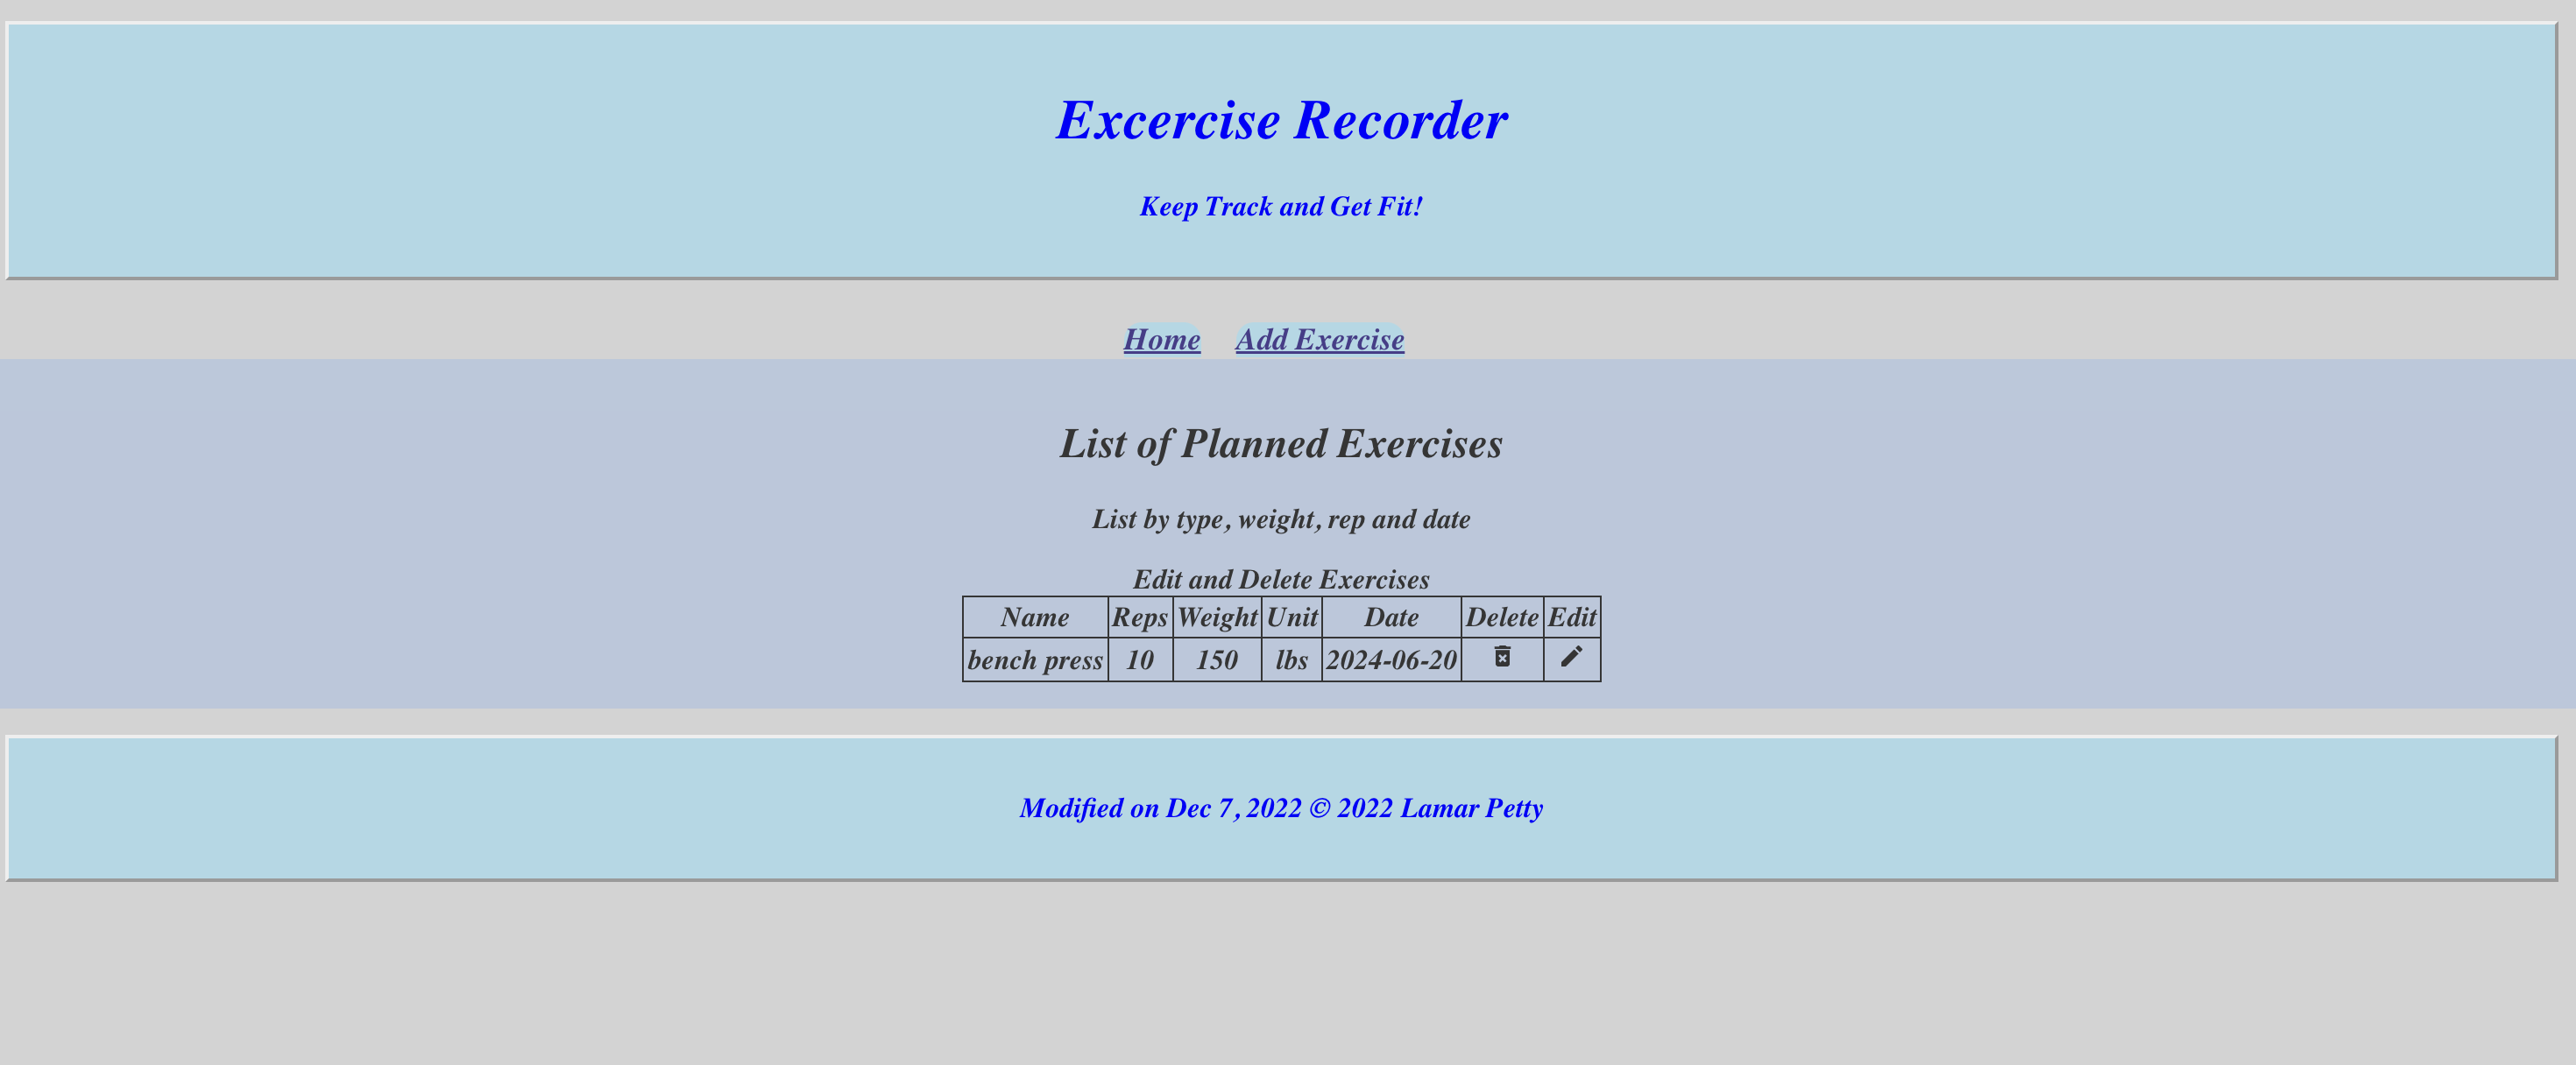 Excercise Recorder
Keep Track and Get Fit!
Home Add Exercise
List of Planned Exercises
List by type, weight, rep and date
Edit and Delete Exercises
Name Reps Weight Unit Date Delete Edit
bench press 10 150 lbs 2024-06-20
Modified on Dec 7, 2022 © 2022 Lamar Petty